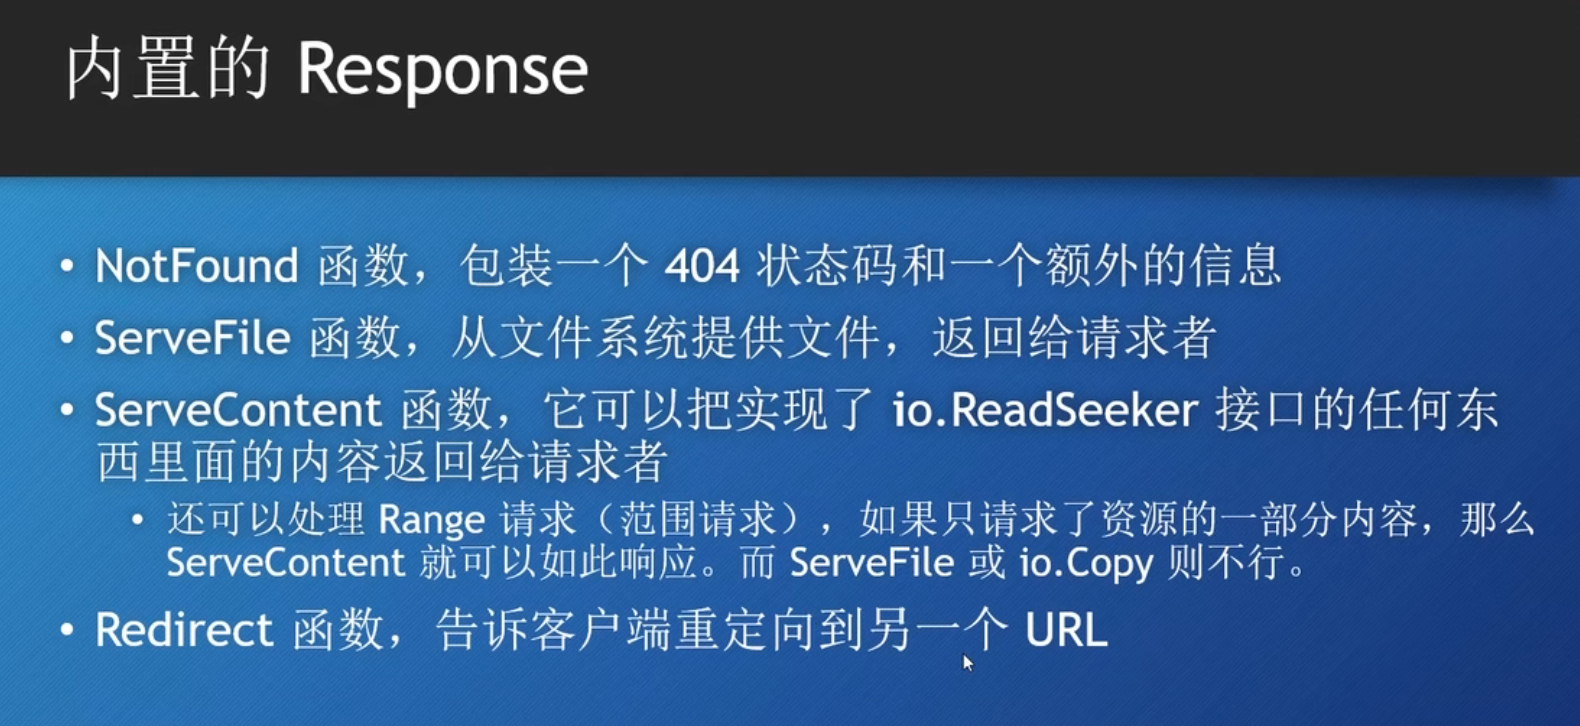 内置的 Response
• NotFound 函数，包装一个 404 状态码和一个额外的信息
• ServeFile 函数，从文件系统提供文件，返回给请求者
• ServeContent 函数，它可以把实现了 io.ReadSeeker 接口的任何东
西里面的内容返回给请求者
• 还可以处理 Range 请求（范围请求），如果只请求了资源的一部分内容，那么
ServeContent 就可以如此响应。而 ServeFile 或 io.Copy 则不行。
• Redirect 函数，告诉客户端重定向到另一个 URL